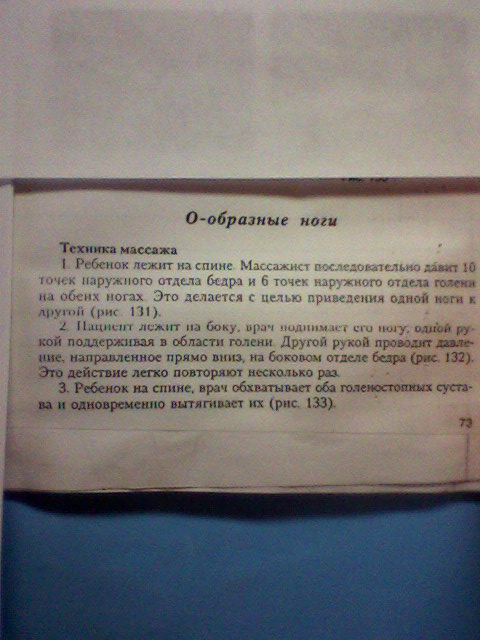 О-образные ноги
Техника массажа
1. Ребенок лежит на спине. Массажист последовательно давит 10
точек наружного отдела бедра и 6 точек наружного отдела голени
на обеих ногах. Это делается с целью приведения одной ноги к
другой (рис. 131).
2. Пациент лежит на боку, врач поднимает его ногу, одной ру-
кой поддерживая в области голени. Другой рукой проводит давле-
ние, направленное прямо вниз, на боковом отделе бедра (рис. 132).
Это действие легко повторяют несколько раз.
3. Ребенок на спине, врач обхватывает оба голеностопных суста-
ва и одновременно вытягивает их (рис. 133).
73